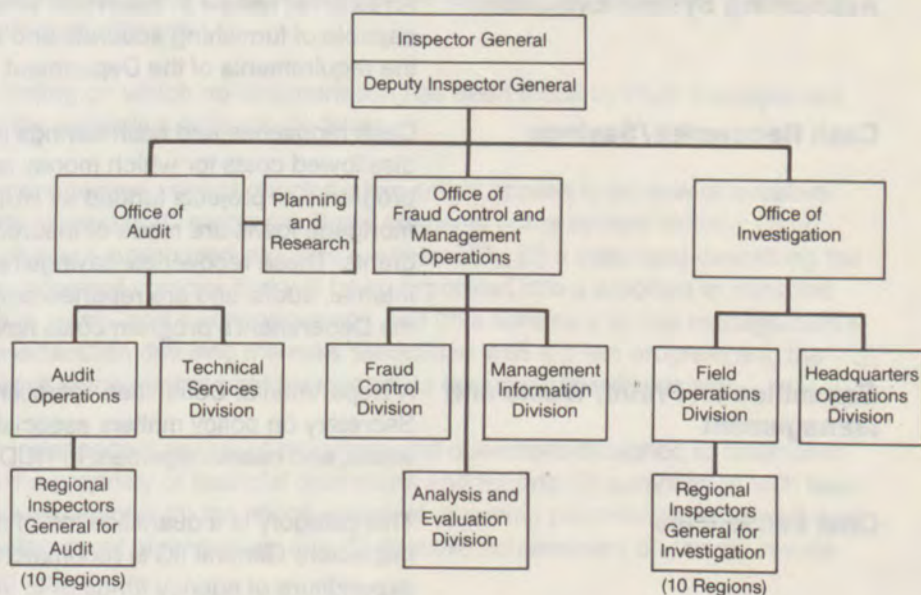 Inspector General
Deputy Inspector General
Office of
Audit
Planning
and
Research
Office of
Fraud Control and
Management
Operations
Office of
Investigation
Audit
Operations
Technical
Services
Division
Fraud
Control
Division
Management
Information
Division
Field
Operations
Division
Headquarters
Operations
Division
Regional
Inspectors
General for
Audit
(10 Regions)
Analysis and
Evaluation
Division
Regional
Inspectors
General for
Investigation
(10 Regions)